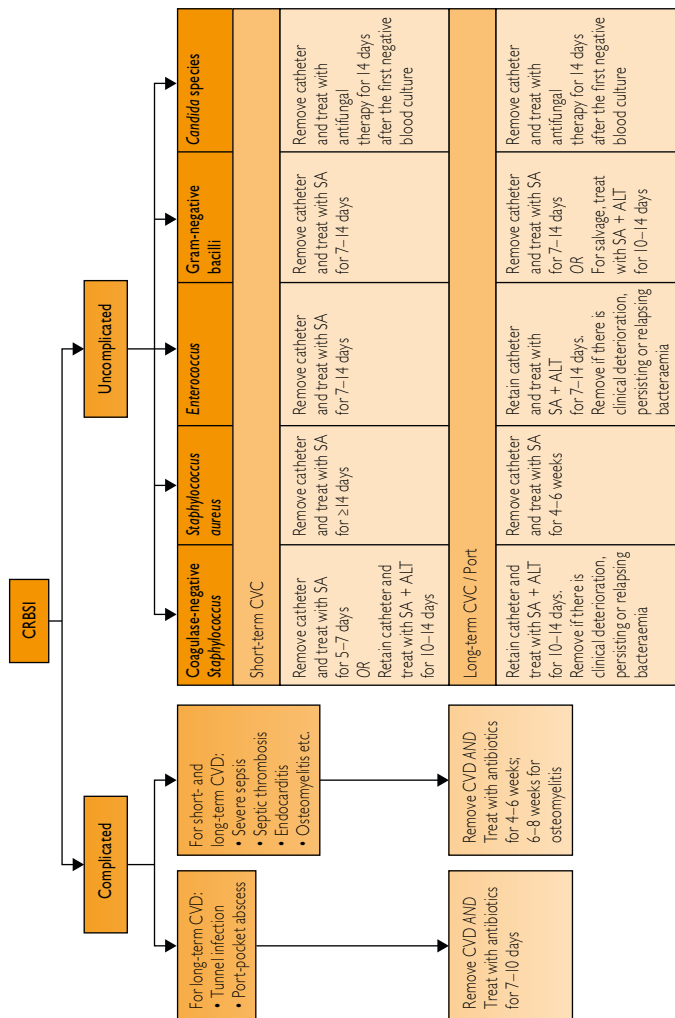 CRBSI
Complicated
Uncomplicated
For long-term CVD:
• Tunnel infection
• Port-pocket abscess
Remove CVD AND
Treat with antibiotics
for 7–10 days
For short- and
long-term CVD:
• Severe sepsis
• Septic thrombosis
• Endocarditis
• Osteomyelitis etc.
Remove CVD AND
Treat with antibiotics
for 4–6 weeks;
6–8 weeks for
osteomyelitis
Coagulase-negative
Staphylococcus
Staphylococcus
aureus
Enterococcus
Gram-negative
bacilli
Candida species
Short-term CVC
Remove catheter
and treat with SA
for 5–7 days
OR
Retain catheter and
treat with SA + ALT
for 10–14 days
Remove catheter
and treat with SA
for ≥14 days
Remove catheter
and treat with SA
for 7–14 days
Remove catheter
and treat with SA
for 7–14 days
Remove catheter
and treat with
antifungal
therapy for 14 days
after the first negative
blood culture
Long-term CVC / Port
Retain catheter and
treat with SA + ALT
for 10–14 days.
Remove if there is
clinical deterioration,
persisting or relapsing
bacteraemia
Remove catheter
and treat with SA
for 4–6 weeks
Retain catheter
and treat with
SA + ALT
for 7–14 days.
Remove if there is
clinical deterioration,
persisting or relapsing
bacteraemia
Remove catheter
and treat with SA
for 7–14 days
OR
For salvage, treat
with SA + ALT
for 10–14 days
Remove catheter
and treat with
antifungal
therapy for 14 days
after the first negative
blood culture